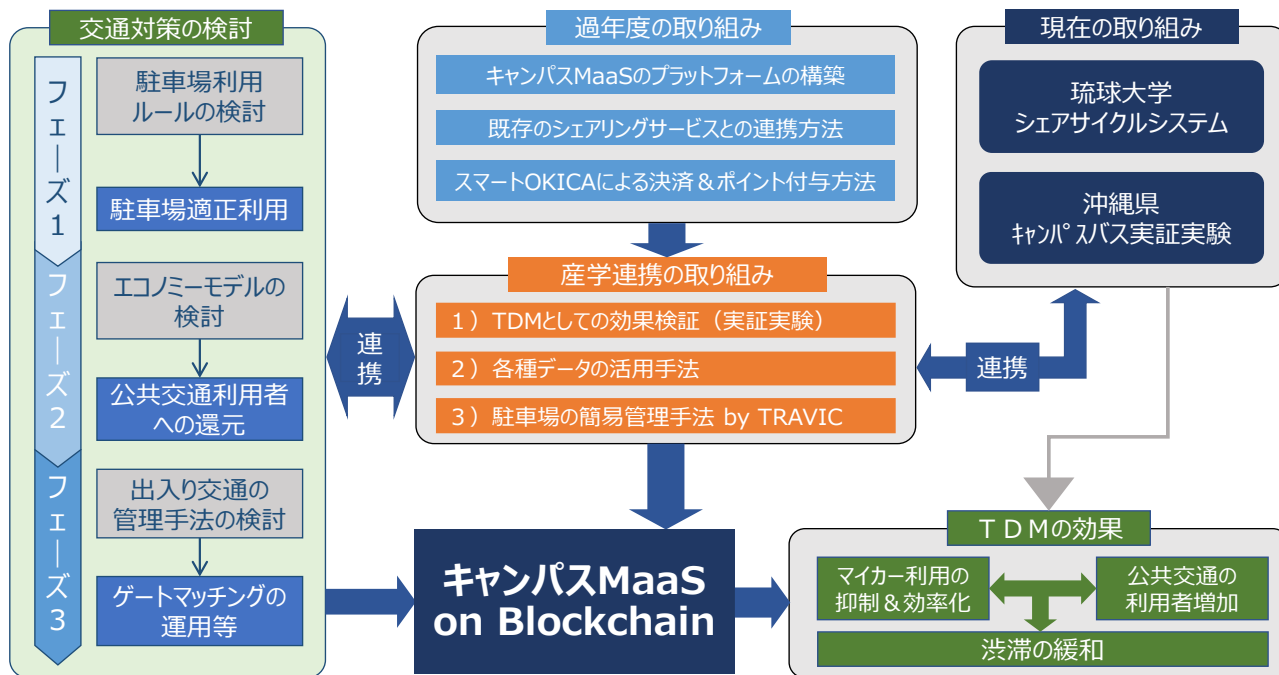 交通対策の検討
フェーズ1
駐車場利用
ルールの検討
駐車場適正利用
フェーズ2
エコノミーモデルの
検討
公共交通利用者
への還元
フェーズ3
出入り交通の
管理手法の検討
ゲートマッチングの
運用等
過年度の取り組み
キャンパスMaaSのプラットフォームの構築
既存のシェアリングサービスとの連携方法
スマートOKICAによる決済&ポイント付与方法
現在の取り組み
琉球大学
シェアサイクルシステム
沖縄県
ｷｬﾝﾊﾟｽバス実証実験
連携
産学連携の取り組み
1）TDMとしての効果検証（実証実験）
2）各種データの活用手法
3）駐車場の簡易管理手法 by TRAVIC
連携
キャンパスMaaS
on Blockchain
ＴＤＭの効果
マイカー利用の
抑制&効率化
公共交通の
利用者増加
渋滞の緩和